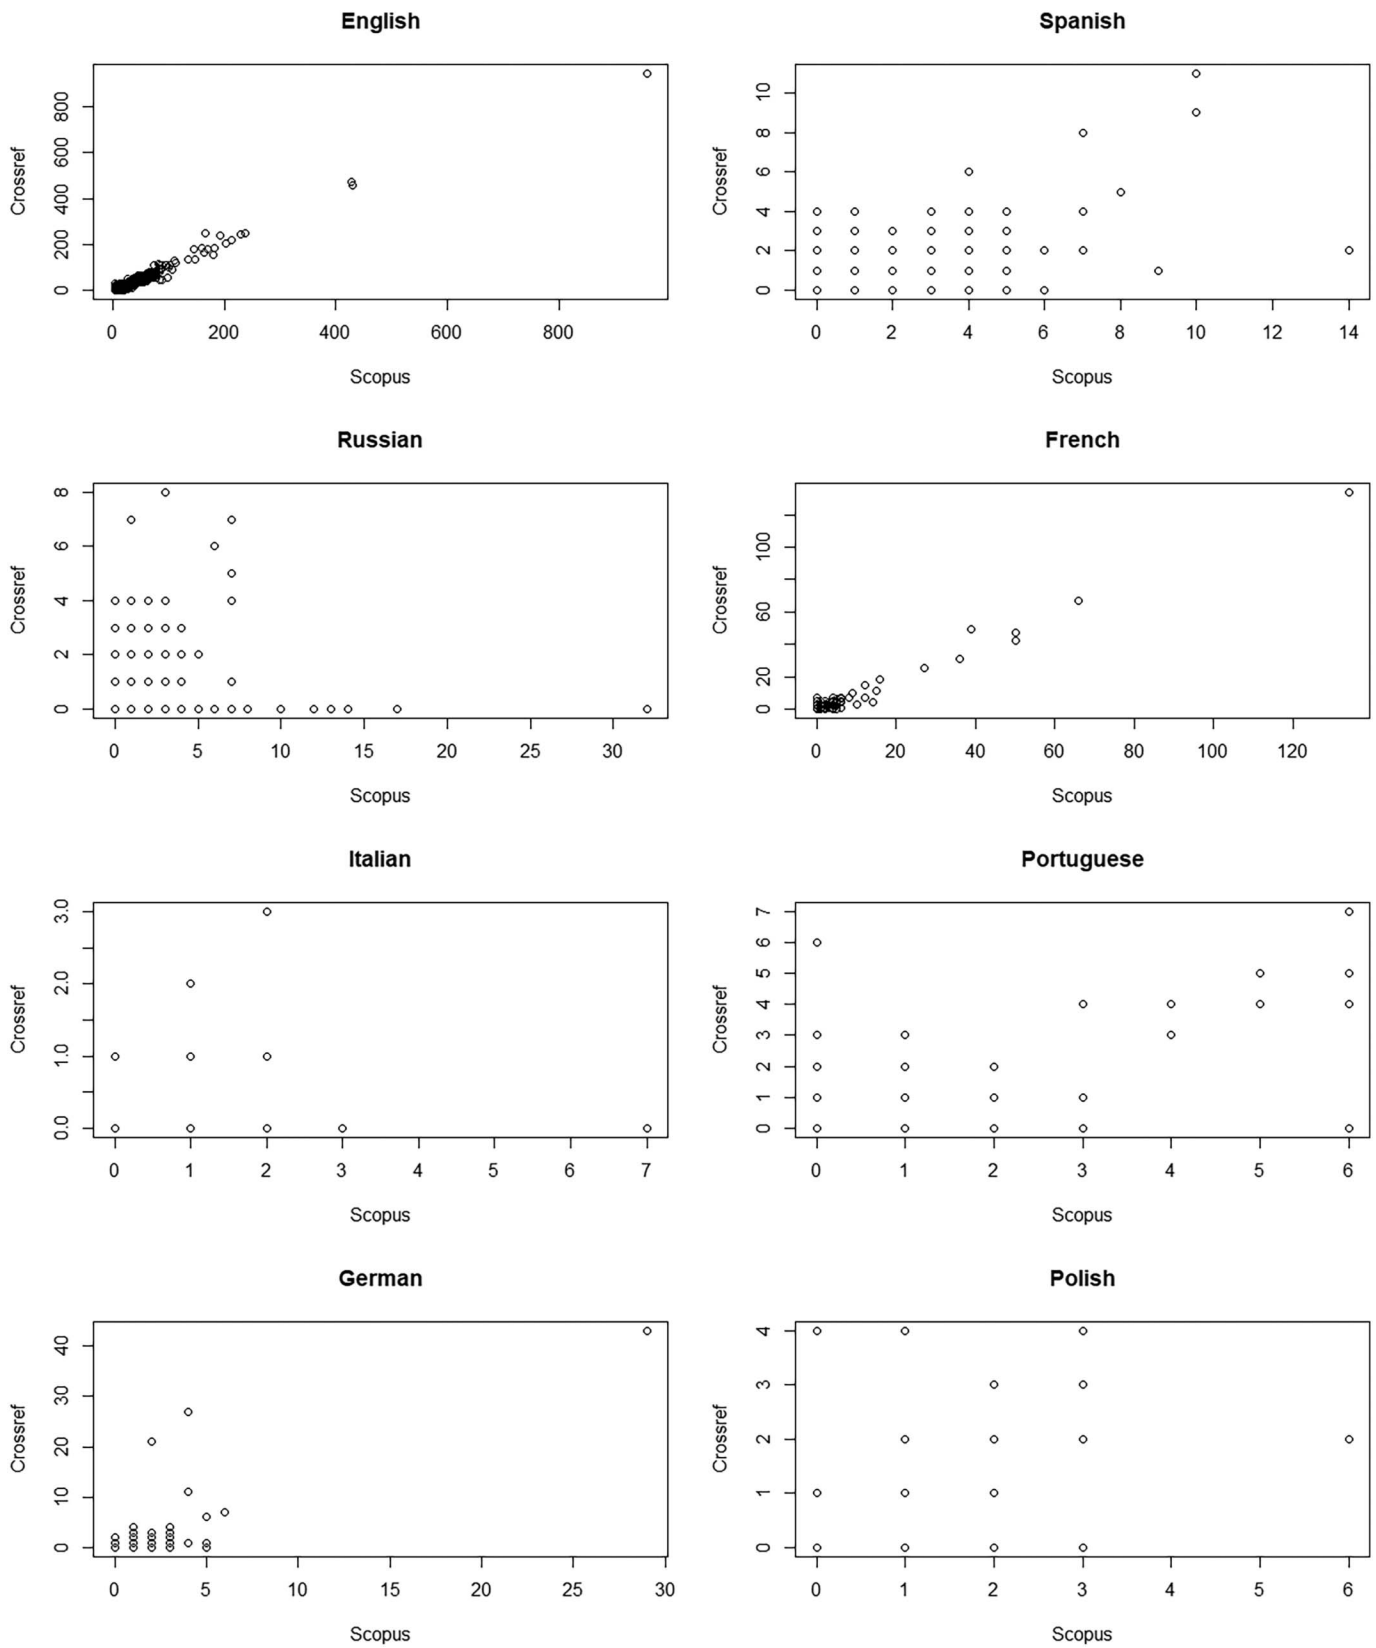 English
Crossref
0 200 400 600 800
0 200 400 600 800
Scopus
Spanish
Crossref
0 2 4 6 8 10
0 2 4 6 8 10 12 14
Scopus
Russian
Crossref
0 2 4 6 8
0 5 10 15 20 25 30
Scopus
French
Crossref
0 20 60 100
0 20 40 60 80 100 120
Scopus
Italian
Crossref
0.0 1.0 2.0 3.0
0 1 2 3 4 5 6 7
Scopus
Portuguese
Crossref
0 1 2 3 4 5 6 7
0 1 2 3 4 5 6
Scopus
German
Crossref
0 10 20 30 40
0 5 10 15 20 25 30
Scopus
Polish
Crossref
0 1 2 3 4
0 1 2 3 4 5 6
Scopus